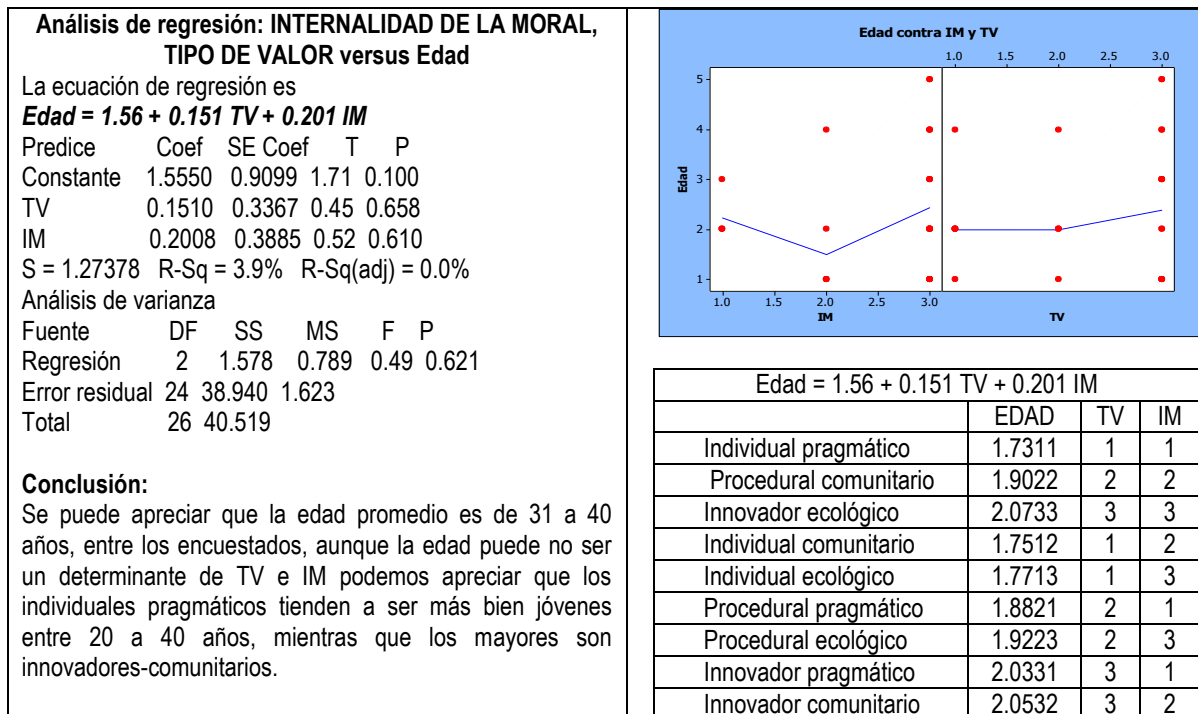 Análisis de regresión: INTERNALIDAD DE LA MORAL,
TIPO DE VALOR versus Edad
La ecuación de regresión es
Edad = 1.56 + 0.151 TV + 0.201 IM
Predice Coef SE Coef T P
Constante 1.5550 0.9099 1.71 0.100
TV 0.1510 0.3367 0.45 0.658
IM 0.2008 0.3885 0.52 0.610
S = 1.27378 R-Sq = 3.9% R-Sq(adj) = 0.0%
Análisis de varianza
Fuente DF SS MS F P
Regresión 2 1.578 0.789 0.49 0.621
Error residual 24 38.940 1.623
Total 26 40.519
Conclusión:
Se puede apreciar que la edad promedio es de 31 a 40
años, entre los encuestados, aunque la edad puede no ser
un determinante de TV e IM podemos apreciar que los
individuales pragmáticos tienden a ser más bien jóvenes
entre 20 a 40 años, mientras que los mayores son
innovadores-comunitarios.
Edad contra IM y TV
1.0 1.5 2.0 2.5 3.0
5
4
3
2
1
Edad
1.0 1.5 2.0 2.5 3.0
IM TV
Edad = 1.56 + 0.151 TV + 0.201 IM
EDAD TV IM
Individual pragmático 1.7311 1 1
Procedural comunitario 1.9022 2 2
Innovador ecológico 2.0733 3 3
Individual comunitario 1.7512 1 2
Individual ecológico 1.7713 1 3
Procedural pragmático 1.8821 2 1
Procedural ecológico 1.9223 2 3
Innovador pragmático 2.0331 3 1
Innovador comunitario 2.0532 3 2